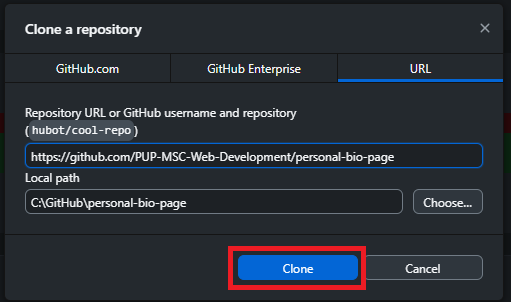 Clone a repository
GitHub.com
GitHub Enterprise
URL
Repository URL or GitHub username and repository
(hubot/cool-repo)
https://github.com/PUP-MSC-Web-Development/personal-bio-page
Local path
C:\GitHub\personal-bio-page
Choose...
Clone
Cancel